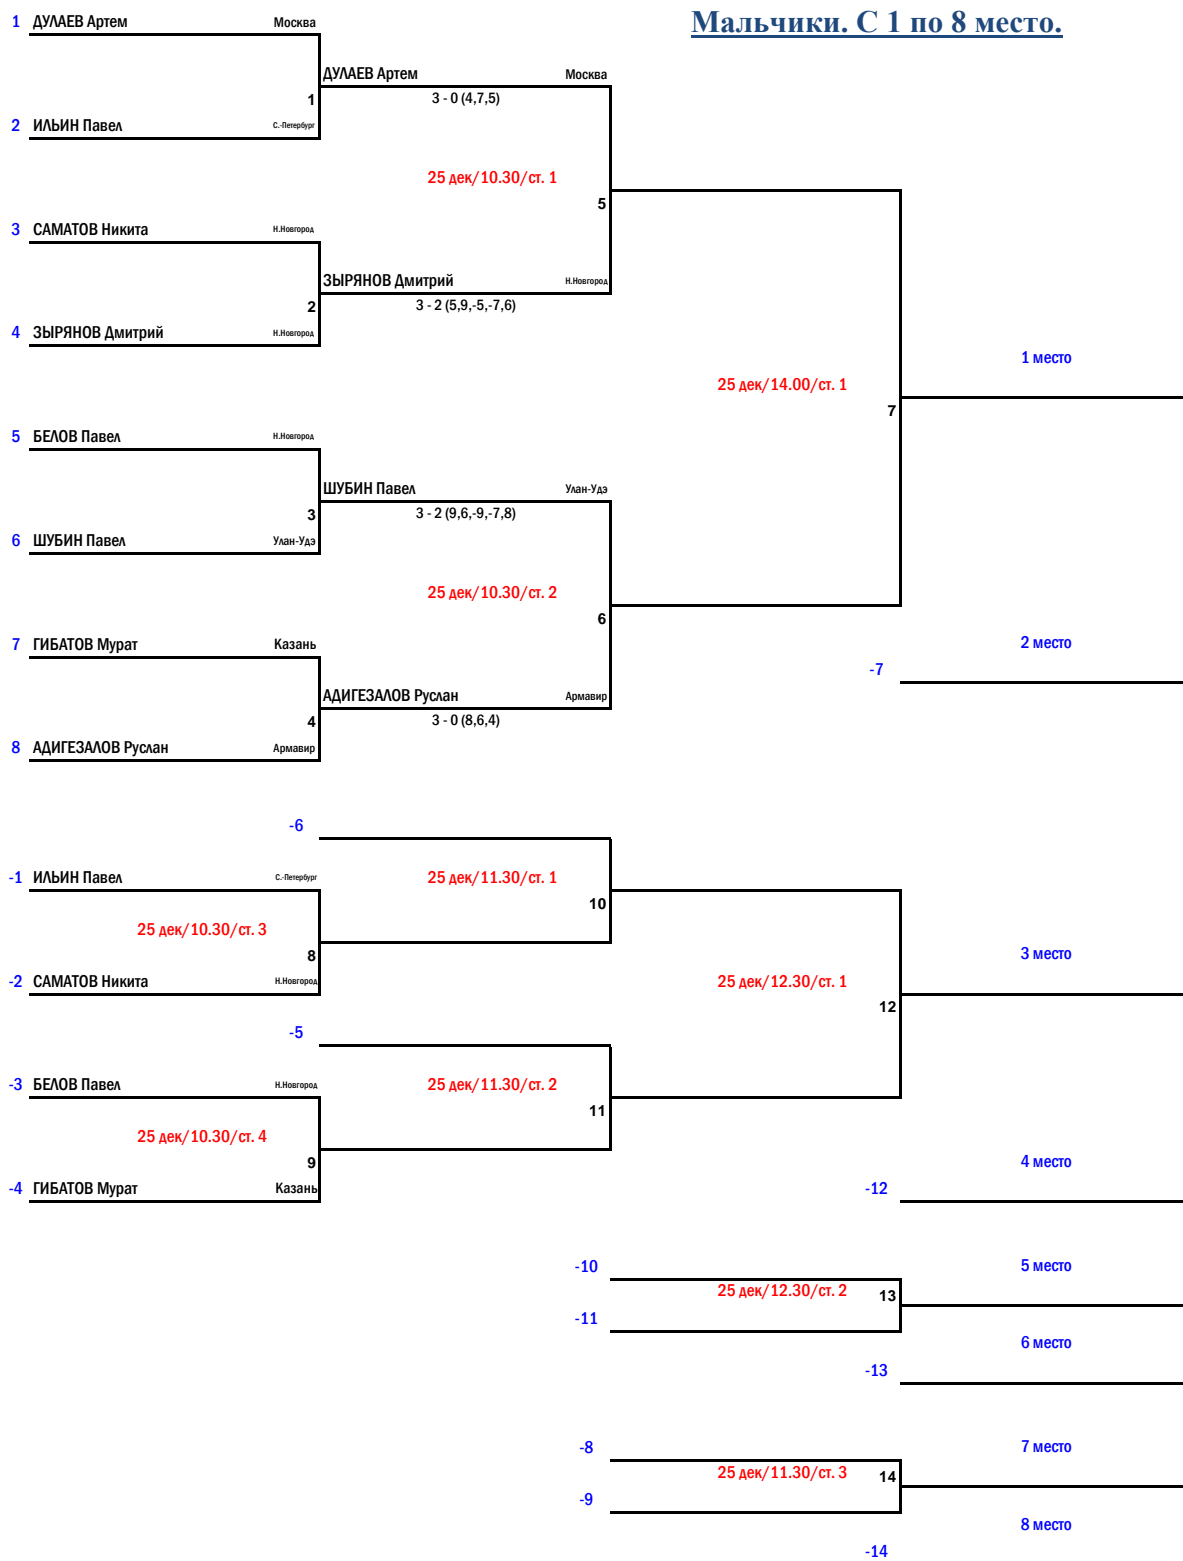 Мальчики. С 1 по 8 место.
1 ДУЛАЕВ Артем Москва
ДУЛАЕВ Артем Москва
1 3 - 0 (4,7,5)
2 ИЛЬИН Павел С.-Петербург
25 дек/10.30/ст. 1
5
3 САМАТОВ Никита Н.Новгород
ЗЫРЯНОВ Дмитрий Н.Новгород
2 3 - 2 (5,9,-5,-7,6)
4 ЗЫРЯНОВ Дмитрий Н.Новгород
1 место
25 дек/14.00/ст. 1
7
5 БЕЛОВ Павел Н.Новгород
ШУБИН Павел Улан-Удэ
3 3 - 2 (9,6,-9,-7,8)
6 ШУБИН Павел Улан-Удэ
25 дек/10.30/ст. 2
6
7 ГИБАТОВ Мурат Казань
2 место
-7
АДИГЕЗАЛОВ Руслан Армавир
4 3 - 0 (8,6,4)
8 АДИГЕЗАЛОВ Руслан Армавир
-6
-1 ИЛЬИН Павел С.-Петербург
25 дек/11.30/ст. 1
10
25 дек/10.30/ст. 3
8
3 место
-2 САМАТОВ Никита Н.Новгород
25 дек/12.30/ст. 1
12
-5
-3 БЕЛОВ Павел Н.Новгород
25 дек/11.30/ст. 2
11
25 дек/10.30/ст. 4
9
4 место
-4 ГИБАТОВ Мурат Казань
-12
-10
5 место
25 дек/12.30/ст. 2 13
-11
6 место
-13
-8
7 место
25 дек/11.30/ст. 3 14
-9
8 место
-14